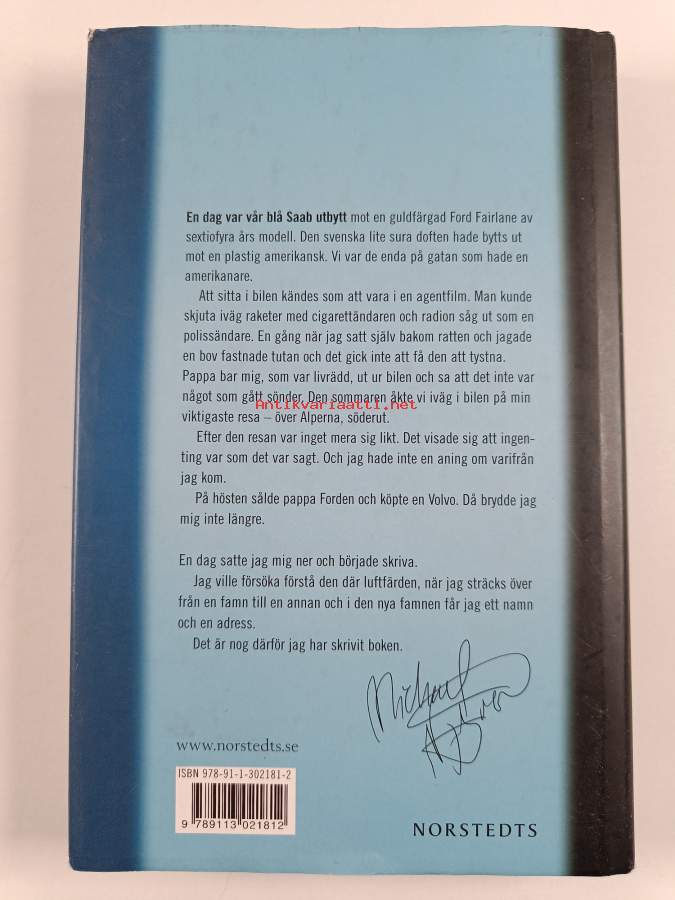 En dag var vår blå Saab utbytt mot en guldfärgad Ford Fairlane av
sextiofyra års modell. Den svenska lite sura doften hade bytts ut
mot en plastig amerikansk. Vi var de enda på gatan som hade en
amerikanare.
Att sitta i bilen kändes som att vara i en agentfilm. Man kunde
skjuta iväg raketer med cigarettändaren och radion såg ut som en
polissändare. En gång när jag satt själv bakom ratten och jagade
en bov fastnade tutan och det gick inte att få den att tystna.
Pappa bar mig, som var livrädd, ut ur bilen och sa att det inte var
något som gått sönder. Den sommaren åkte vi iväg i bilen på min
Antikvariaatti.net
viktigaste resa – över Alperna, söderut.
Efter den resan var inget mera sig likt. Det visade sig att ingen-
ting var som det var sagt. Och jag hade inte en aning om varifrån
jag kom.
På hösten sålde pappa Forden och köpte en Volvo. Då brydde jag
mig inte längre.
En dag satte jag mig ner och började skriva.
Jag ville försöka förstå den där luftfärden, när jag sträcks över
från en famn till en annan och i den nya famnen får jag ett namn
och en adress.
Det är nog därför jag har skrivit boken.
Michael
www.norstedts.se
ISBN 978-91-1-302181-2
9 789113 021812
NORSTEDTS